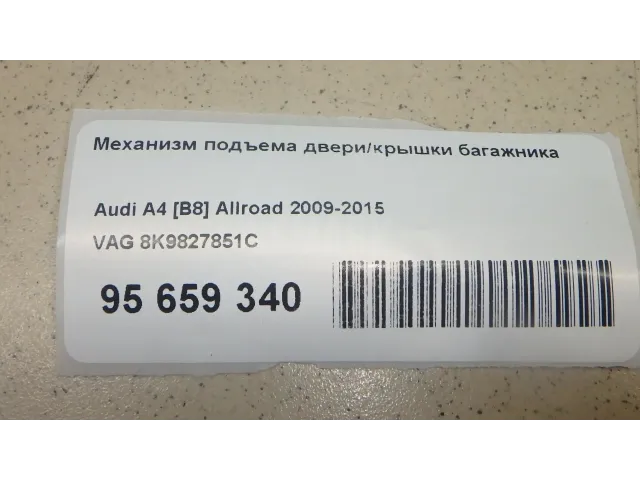 Механизм подъема двери/крышки багажника
Audi A4 [B8] Allroad 2009-2015
VAG 8K9827851C
95 659 340